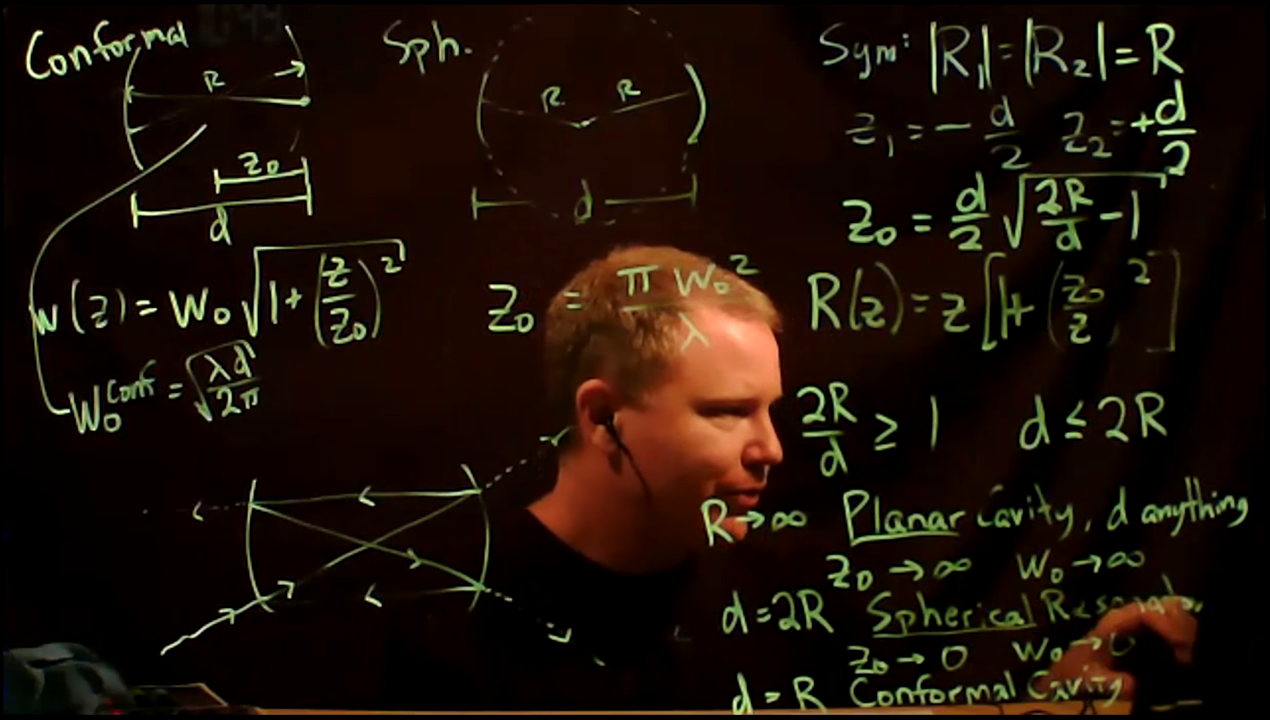 Conformal
R
z₀
d
w(z) = w₀ √(1 + (z/z₀)²)
w₀^conf = √(λd/2π)
Sph.
R R
d
z₀ = πw₀²/λ
Sym: |R₁| = |R₂| = R
z₁ = -d/2 z₂ = +d/2
z₀ = d/2 √(2R/d - 1)
R(z) = z[1 + (z₀/z)²]
2R/d ≥ 1 d ≤ 2R
R → ∞ Planar Cavity, d anything
z₀ → ∞ w₀ → ∞
d = 2R Spherical Resonator
z₀ → 0 w₀ → 0
d = R Conformal Cavity